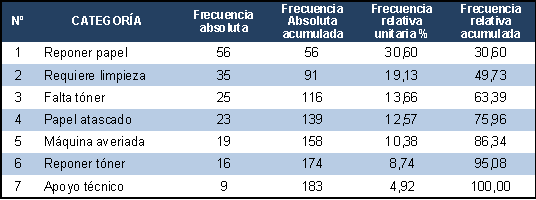 Nº CATEGORÍA Frecuencia absoluta Frecuencia Absoluta acumulada Frecuencia relativa unitaria % Frecuencia relativa acumulada
1 Reponer papel 56 56 30,60 30,60
2 Requiere limpieza 35 91 19,13 49,73
3 Falta tóner 25 116 13,66 63,39
4 Papel atascado 23 139 12,57 75,96
5 Máquina averiada 19 158 10,38 86,34
6 Reponer tóner 16 174 8,74 95,08
7 Apoyo técnico 9 183 4,92 100,00